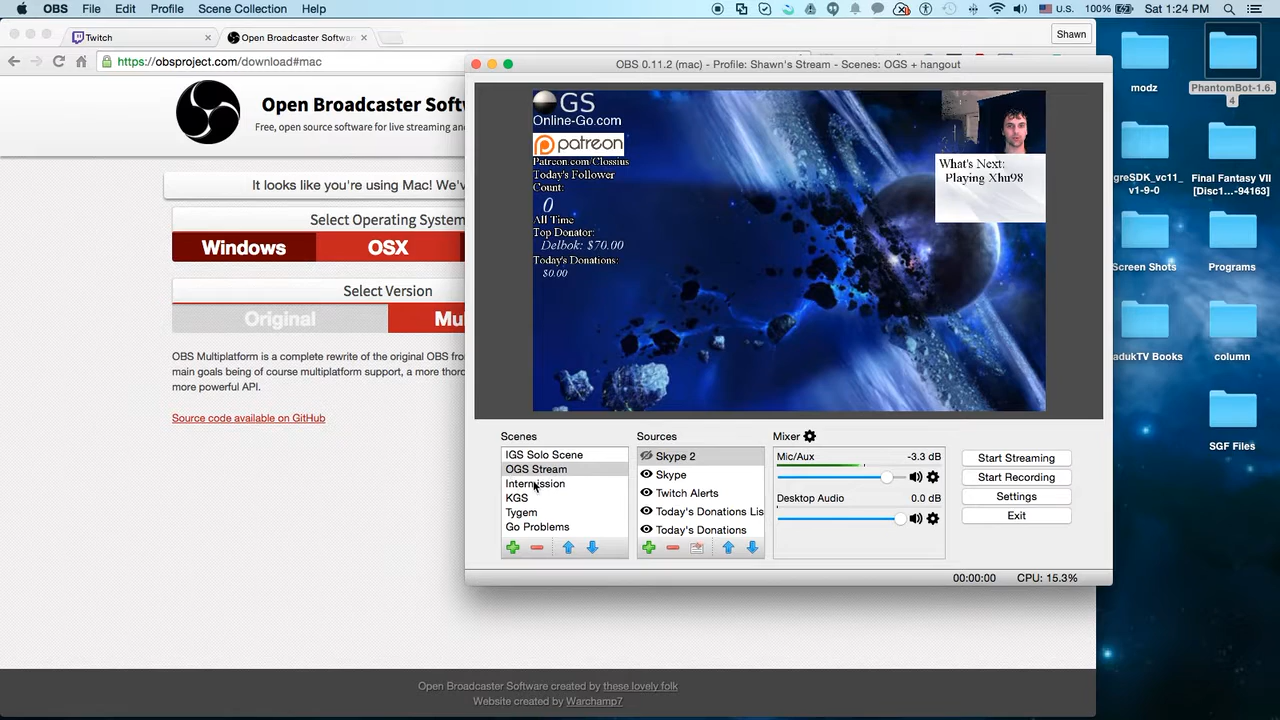 OBS File Edit Profile Scene Collection Help
U.S. 100% Sat 1:24 PM
Twitch
Open Broadcaster Softwa
Shawn
https://obsproject.com/download#mac
Open Broadcaster Soft
Free, open source software for live streaming and
It looks like you're using Mac! We'v
Select Operating System
Windows OSX
Select Version
Original Mul
OBS Multiplatform is a complete rewrite of the original OBS fro
main goals being of course multiplatform support, a more thoro
more powerful API.
Source code available on GitHub
Open Broadcaster Software created by these lovely folk
Website created by Warchamp7
OBS 0.11.2 (mac) - Profile: Shawn's Stream - Scenes: OGS + hangout
GS
Online-Go.com
patreon
Patreon.com/Clossius
Today's Follower
Count:
0
All Time
Top Donator:
Delbok: $70.00
Today's Donations:
$0.00
What's Next:
Playing Xhu98
Scenes
IGS Solo Scene
OGS Stream
Intermission
KGS
Tygem
Go Problems
Sources
Skype 2
Skype
Twitch Alerts
Today's Donations Lis
Today's Donations
Mixer
Mic/Aux -3.3 dB
Desktop Audio 0.0 dB
Start Streaming
Start Recording
Settings
Exit
00:00:00 CPU: 15.3%
modz
PhantomBot-1.6.
4
greSDK_vc11_
v1-9-0
Final Fantasy VII
[Disc1...-94163]
Screen Shots
Programs
adukTV Books
column
SGF Files